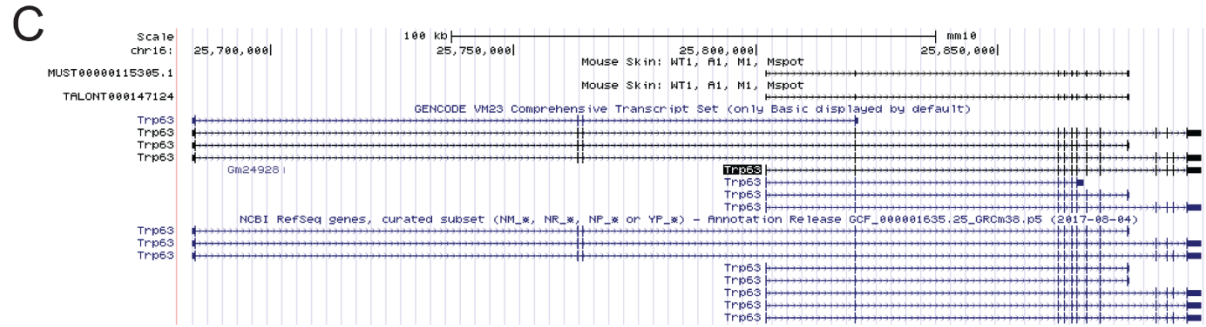 C
Scale 100 kb mm10
chr16: 25,700,000 25,750,000 25,800,000 25,850,000
Mouse Skin: WT1, A1, M1, Mspot
MUST00000115305.1
Mouse Skin: WT1, A1, M1, Mspot
TALONT000147124
GENCODE VM23 Comprehensive Transcript Set (only Basic displayed by default)
Trp63
Trp63
Trp63
Trp63
Gm24928 Trp63
Trp63
Trp63
Trp63
NCBI RefSeq genes, curated subset (NM_*, NR_*, NP_* or YP_*) - Annotation Release GCF_000001635.25_GRCm38.p5 (2017-08-04)
Trp63
Trp63
Trp63
Trp63
Trp63
Trp63
Trp63
Trp63